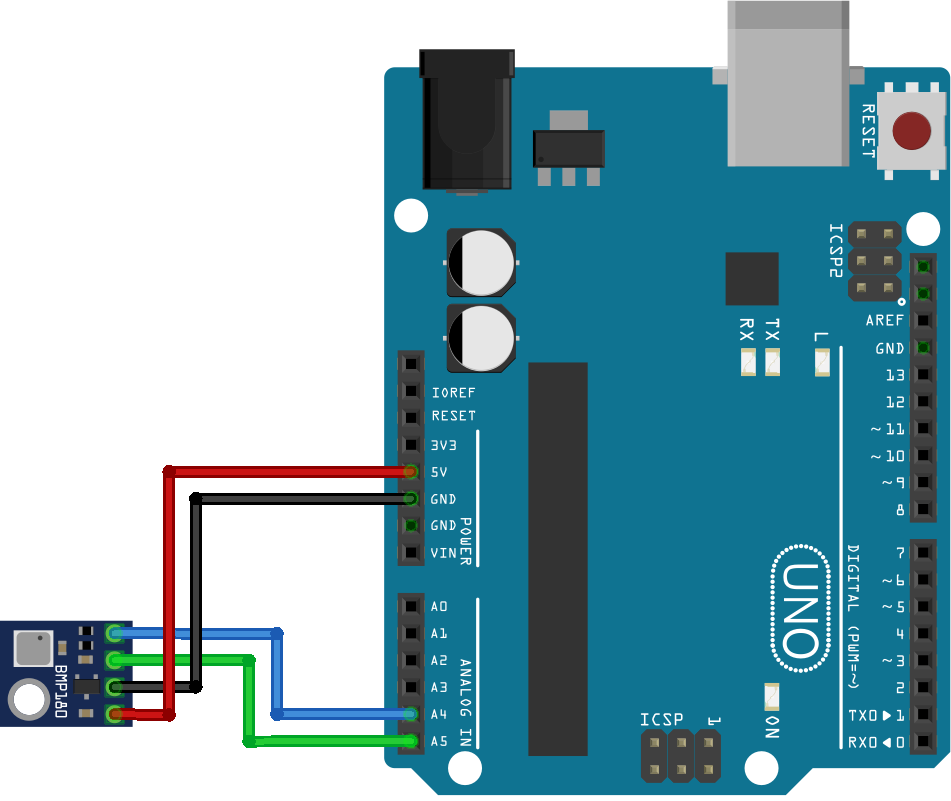 RESET
ICSP2
AREF
GND
13
12
~11
~10
~9
8
RX
TX
L
IOREF
RESET
3V3
5V
GND
GND
VIN
POWER
A0
A1
A2
A3
A4
A5
ANALOG IN
BMP180
UNO
DIGITAL (PWM=~)
7
~6
~5
4
~3
2
TX0▶1
RX0◀0
ICSP
1
ON